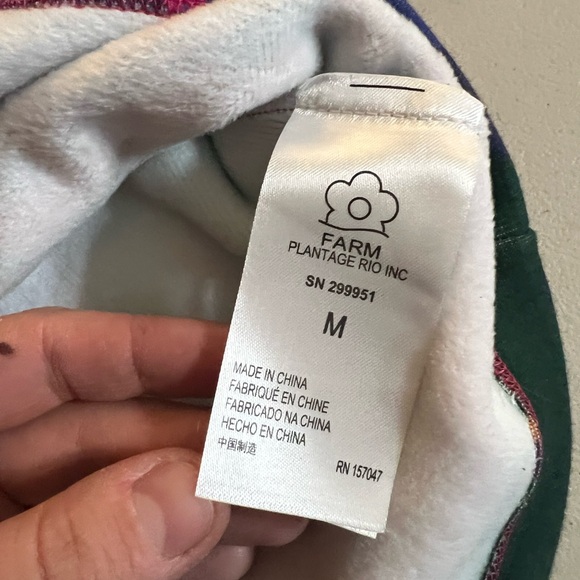 FARM
PLANTAGE RIO INC
SN 299951
M
MADE IN CHINA
FABRIQUÉ EN CHINE
FABRICADO NA CHINA
HECHO EN CHINA
中国制造
RN 157047